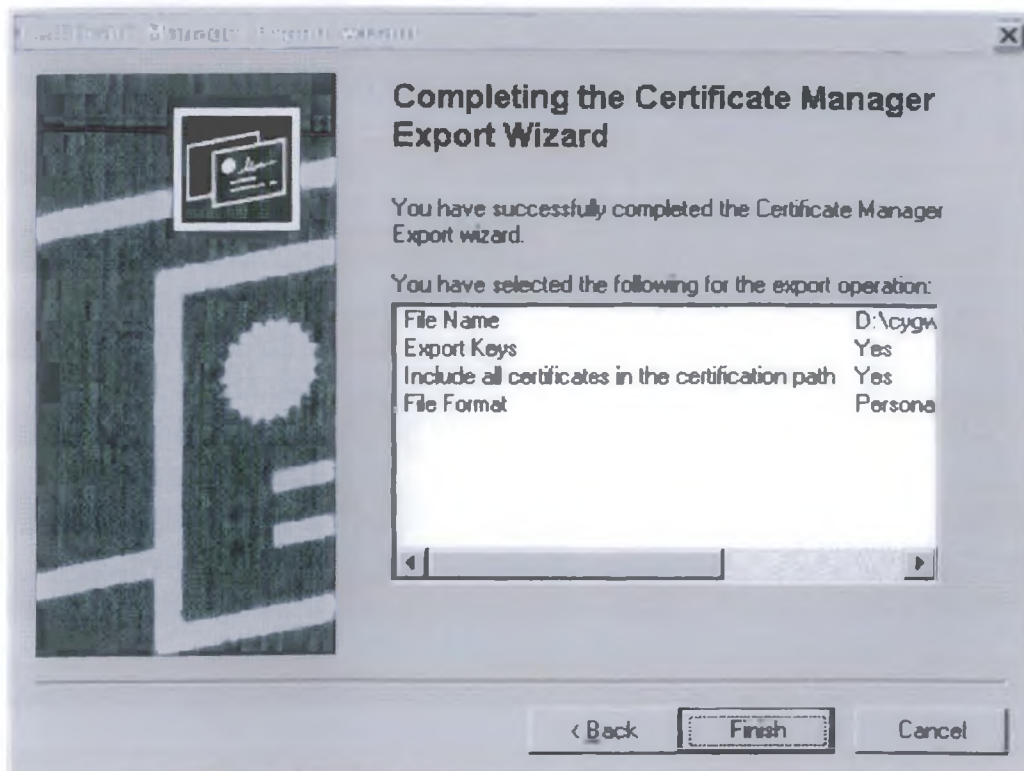 Completing the Certificate Manager
Export Wizard
You have successfully completed the Certificate Manager
Export wizard.
You have selected the following for the export operation:
File Name D:\cygw
Export Keys Yes
Include all certificates in the certification path Yes
File Format Persona
< Back Finish Cancel